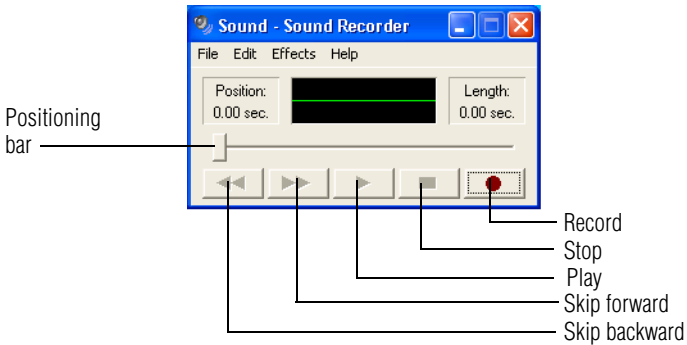 Sound - Sound Recorder
File Edit Effects Help
Position:
0.00 sec.
Length:
0.00 sec.
Positioning
bar
Record
Stop
Play
Skip forward
Skip backward